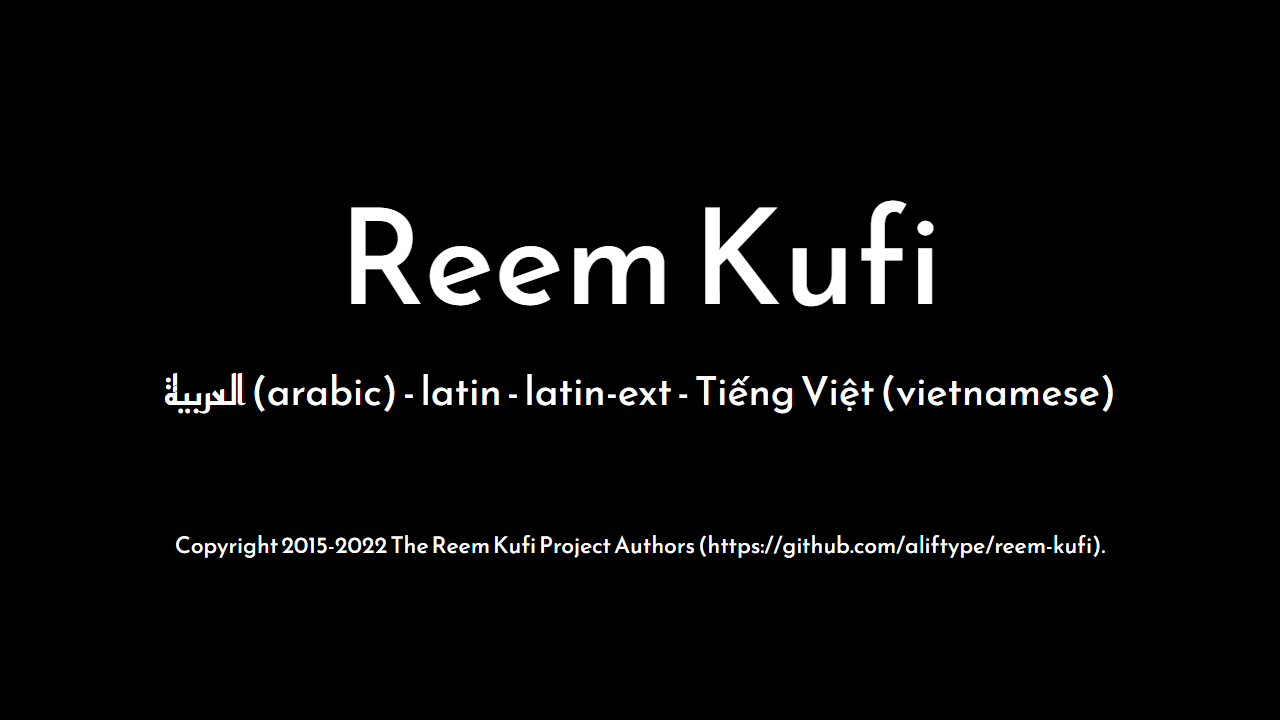 Reem Kufi
العربية (arabic) - latin - latin-ext - Tiếng Việt (vietnamese)
Copyright 2015-2022 The Reem Kufi Project Authors (https://github.com/aliftype/reem-kufi).